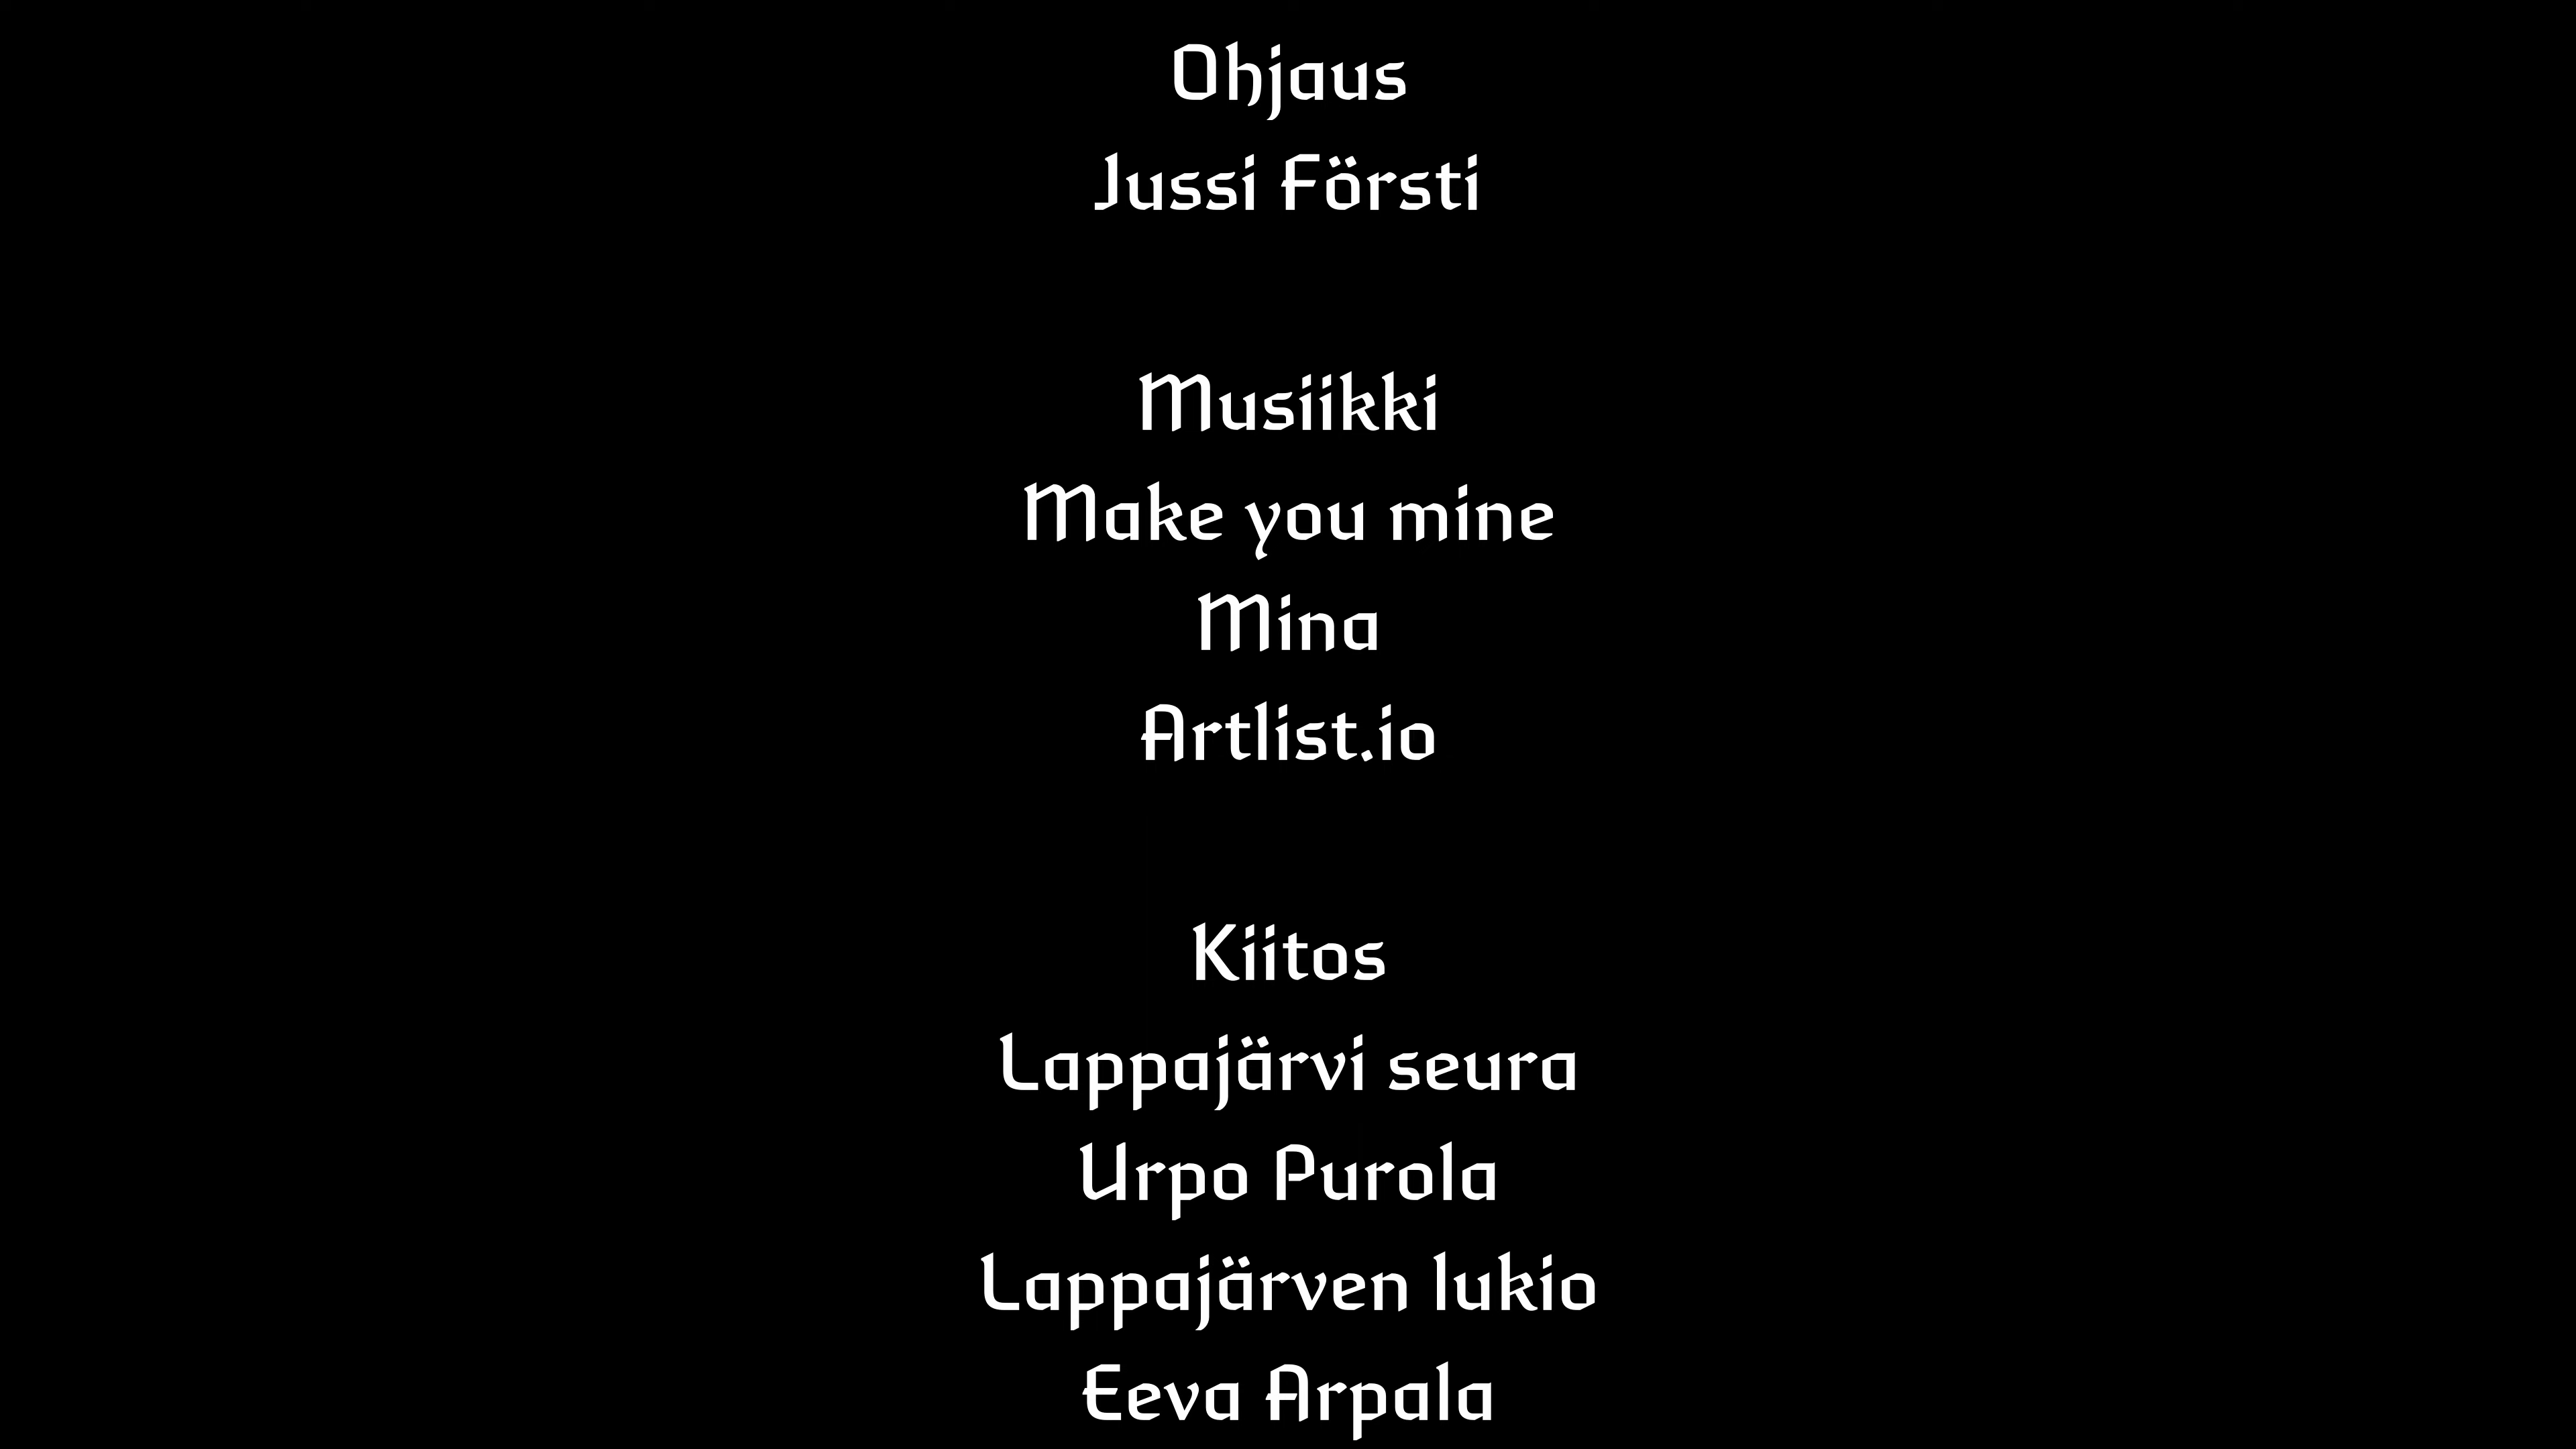 Ohjaus
Jussi Försti
Musiikki
Make you mine
Mina
Artlist.io
Kiitos
Lappajärvi seura
Urpo Purola
Lappajärven lukio
Eeva Arpala